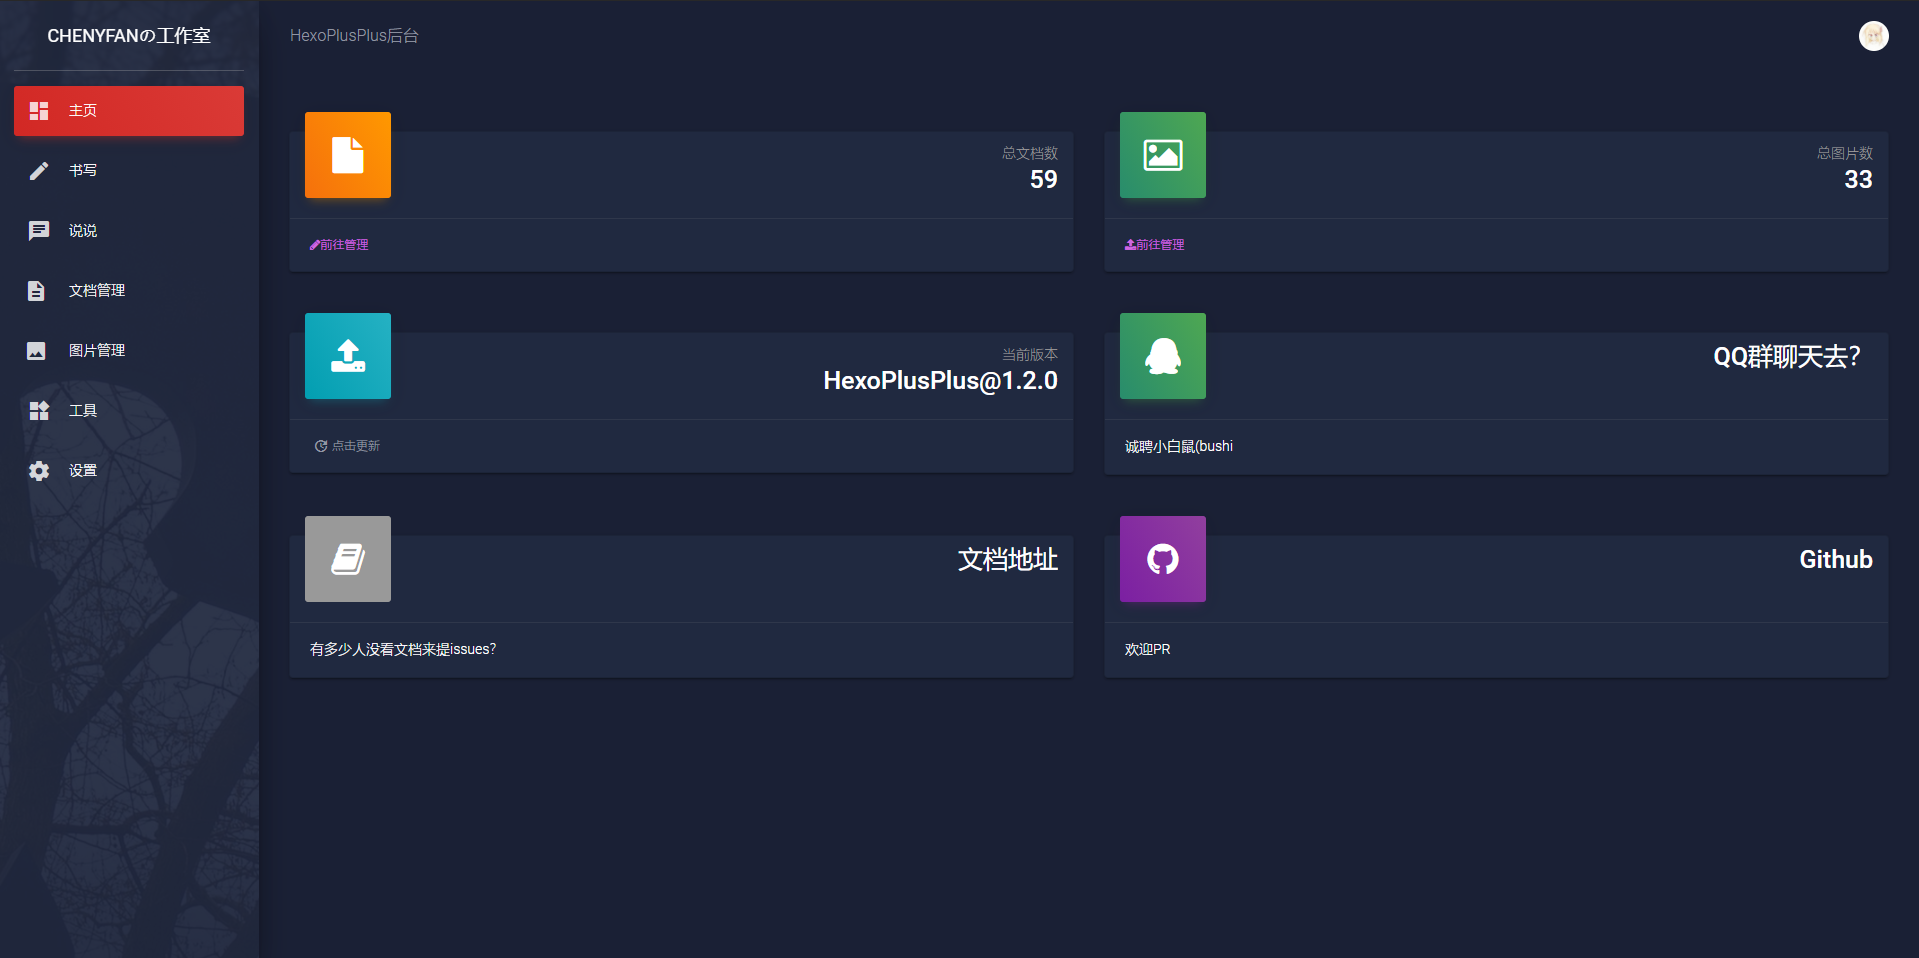 CHENYFANの工作室
主页
书写
说说
文档管理
图片管理
工具
设置
HexoPlusPlus后台
总文档数
59
前往管理
总图片数
33
前往管理
当前版本
HexoPlusPlus@1.2.0
点击更新
QQ群聊天去?
诚聘小白鼠(bushi
文档地址
有多少人没看文档来提issues?
Github
欢迎PR